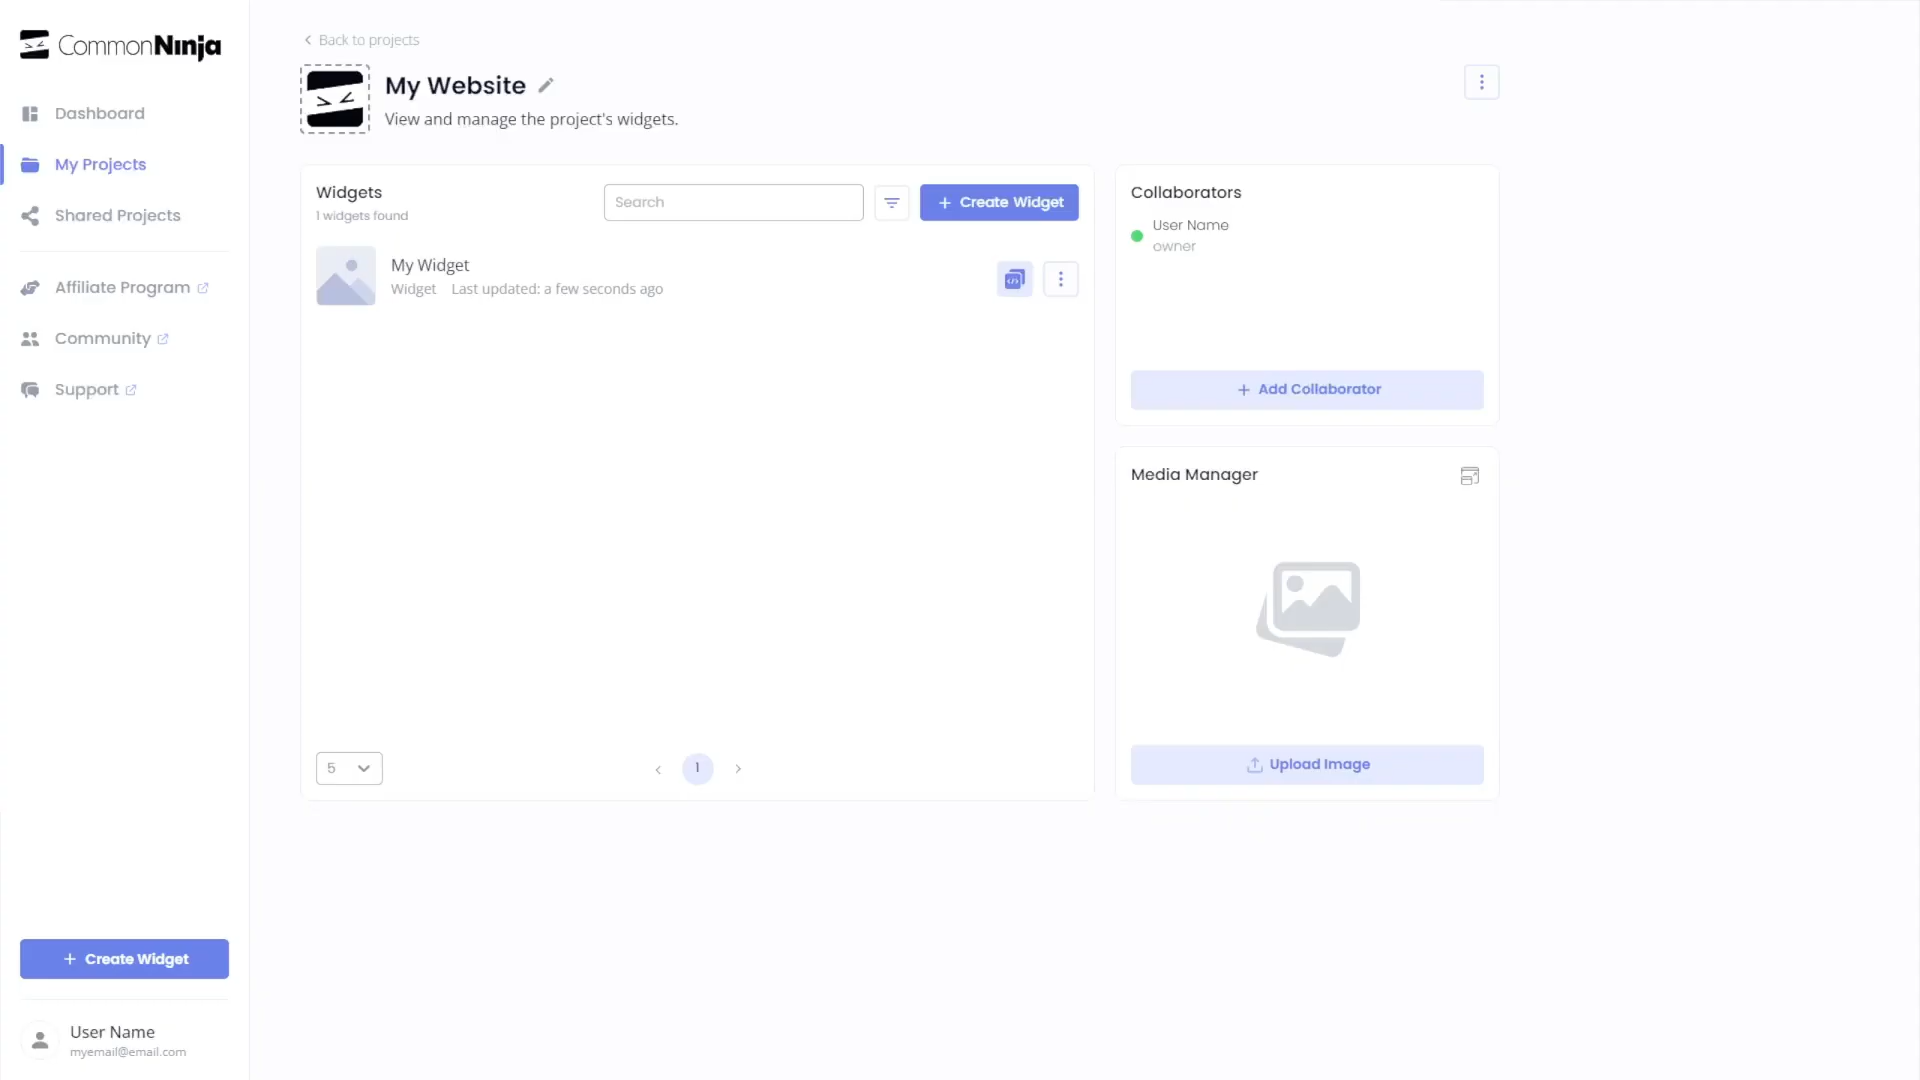 CommonNinja
Dashboard
My Projects
Shared Projects
Affiliate Program
Community
Support
Create Widget
User Name
myemail@email.com
Back to projects
My Website
View and manage the project's widgets.
Widgets
1 widgets found
Search
Create Widget
My Widget
Widget Last updated: a few seconds ago
5
1
Collaborators
User Name
owner
Add Collaborator
Media Manager
Upload Image